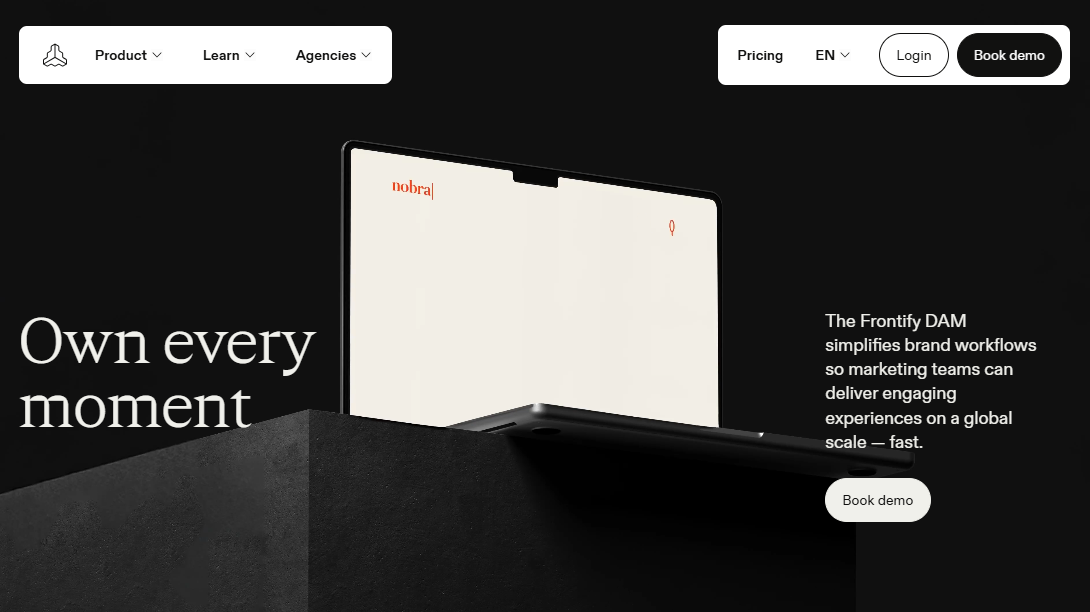 Product
Learn
Agencies
Pricing
EN
Login
Book demo
nobra
Own every
moment
The Frontify DAM
simplifies brand workflows
so marketing teams can
deliver engaging
experiences on a global
scale — fast.
Book demo